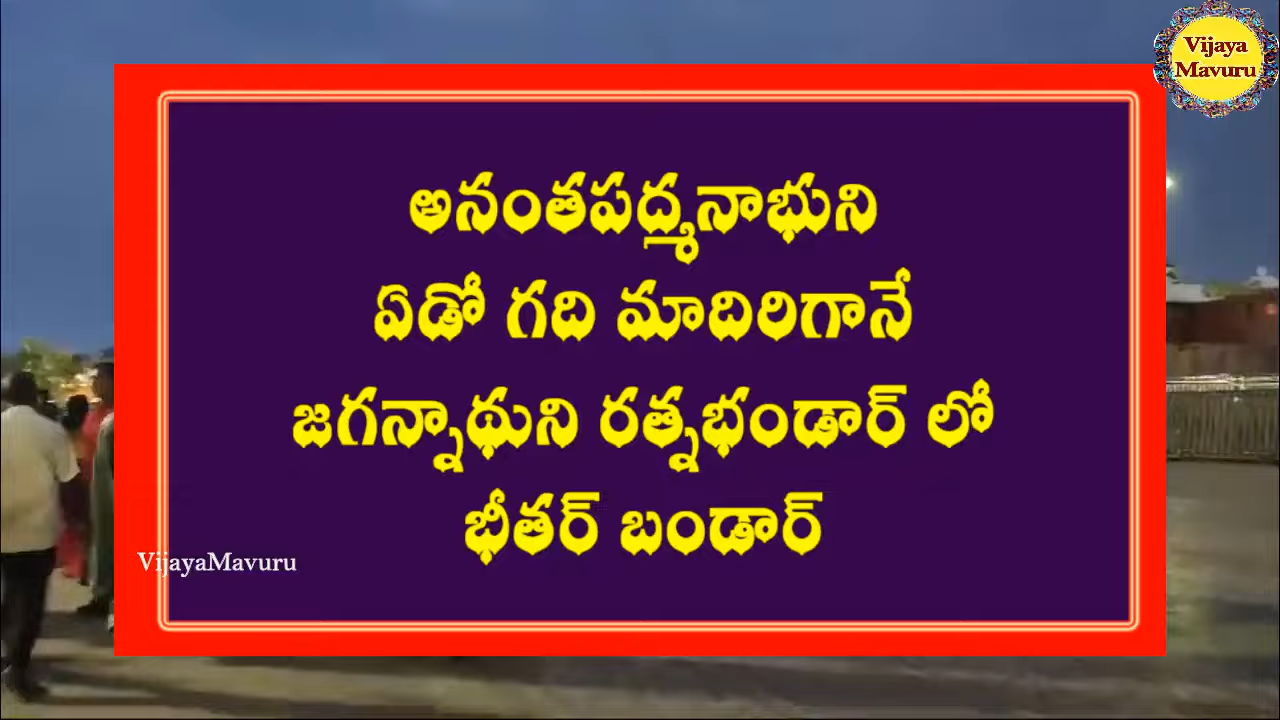 Vijaya
Mavuru
అనంతపద్మనాభుని
ఏడో గది మాదిరిగానే
జగన్నాథుని రత్నభండార్ లో
భీతర్ బండార్
VijayaMavuru